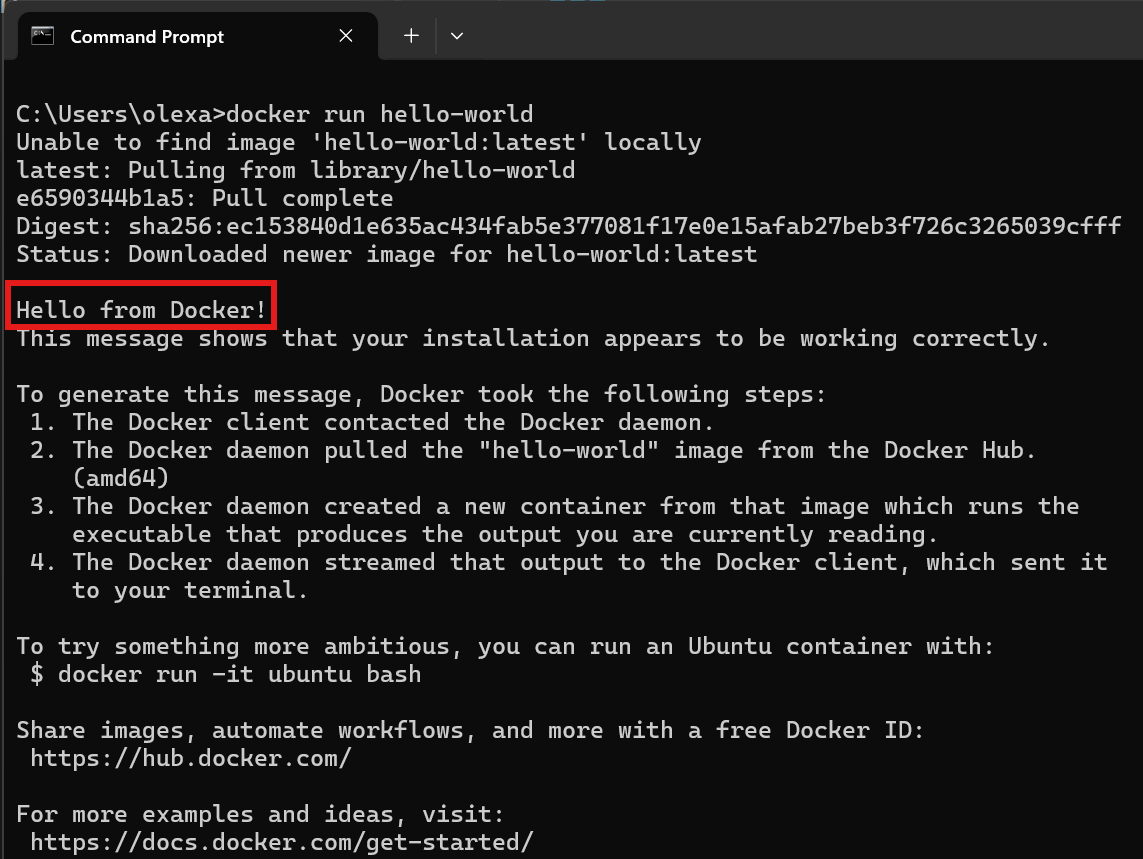 Command Prompt
C:\Users\olexa>docker run hello-world
Unable to find image 'hello-world:latest' locally
latest: Pulling from library/hello-world
e6590344b1a5: Pull complete
Digest: sha256:ec153840d1e635ac434fab5e377081f17e0e15afab27beb3f726c3265039cfff
Status: Downloaded newer image for hello-world:latest
Hello from Docker!
This message shows that your installation appears to be working correctly.
To generate this message, Docker took the following steps:
1. The Docker client contacted the Docker daemon.
2. The Docker daemon pulled the "hello-world" image from the Docker Hub.
(amd64)
3. The Docker daemon created a new container from that image which runs the
executable that produces the output you are currently reading.
4. The Docker daemon streamed that output to the Docker client, which sent it
to your terminal.
To try something more ambitious, you can run an Ubuntu container with:
$ docker run -it ubuntu bash
Share images, automate workflows, and more with a free Docker ID:
https://hub.docker.com/
For more examples and ideas, visit:
https://docs.docker.com/get-started/